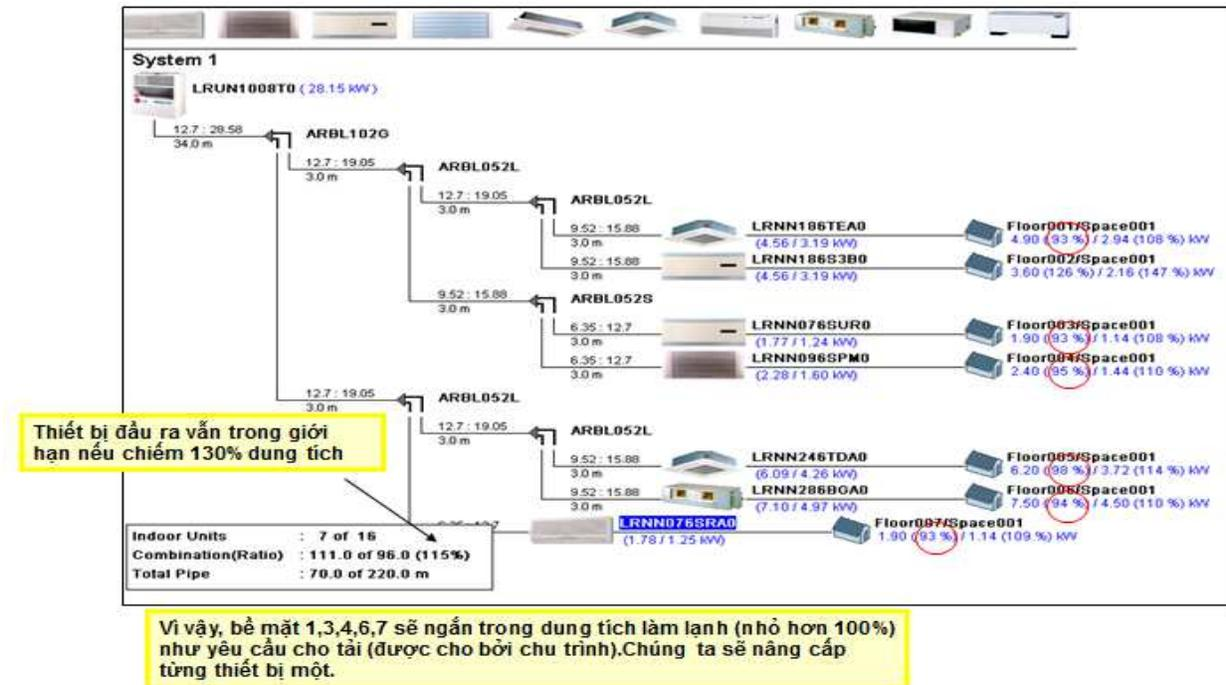 System 1
LRUN1008T0 ( 28.15 kW )
12.7 : 28.58
34.0 m
ARBL102G
12.7 : 19.05
3.0 m
ARBL052L
12.7 : 19.05
3.0 m
ARBL052L
9.52 : 15.88
3.0 m
LRNN186TEA0
(4.56 / 3.19 kW)
Floor001/Space001
4.90 (93 %) / 2.94 (108 %) kW
9.52 : 15.88
3.0 m
LRNN186S3B0
(4.56 / 3.19 kW)
Floor002/Space001
3.60 (126 %) / 2.16 (147 %) kW
9.52 : 15.88
3.0 m
ARBL052S
6.35 : 12.7
3.0 m
LRNN076SUR0
(1.77 / 1.24 kW)
Floor003/Space001
1.90 (93 %) / 1.14 (108 %) kW
6.35 : 12.7
3.0 m
LRNN096SPM0
(2.28 / 1.60 kW)
Floor004/Space001
2.40 (95 %) / 1.44 (110 %) kW
12.7 : 19.05
3.0 m
ARBL052L
12.7 : 19.05
3.0 m
ARBL052L
9.52 : 15.88
3.0 m
LRNN246TDA0
(6.09 / 4.26 kW)
Floor005/Space001
6.20 (98 %) / 3.72 (114 %) kW
9.52 : 15.88
3.0 m
LRNN286BGA0
(7.10 / 4.97 kW)
Floor006/Space001
7.50 (94 %) / 4.50 (110 %) kW
LRNN076SRA0
(1.78 / 1.25 kW)
Floor007/Space001
1.90 (93 %) / 1.14 (109 %) kW
Thiết bị đầu ra vẫn trong giới
hạn nếu chiếm 130% dung tích
Indoor Units : 7 of 16
Combination(Ratio) : 111.0 of 96.0 (115%)
Total Pipe : 70.0 of 220.0 m
Vì vậy, bề mặt 1,3,4,6,7 sẽ ngắn trong dung tích làm lạnh (nhỏ hơn 100%)
như yêu cầu cho tải (được cho bởi chu trình).Chúng ta sẽ nâng cấp
từng thiết bị một.